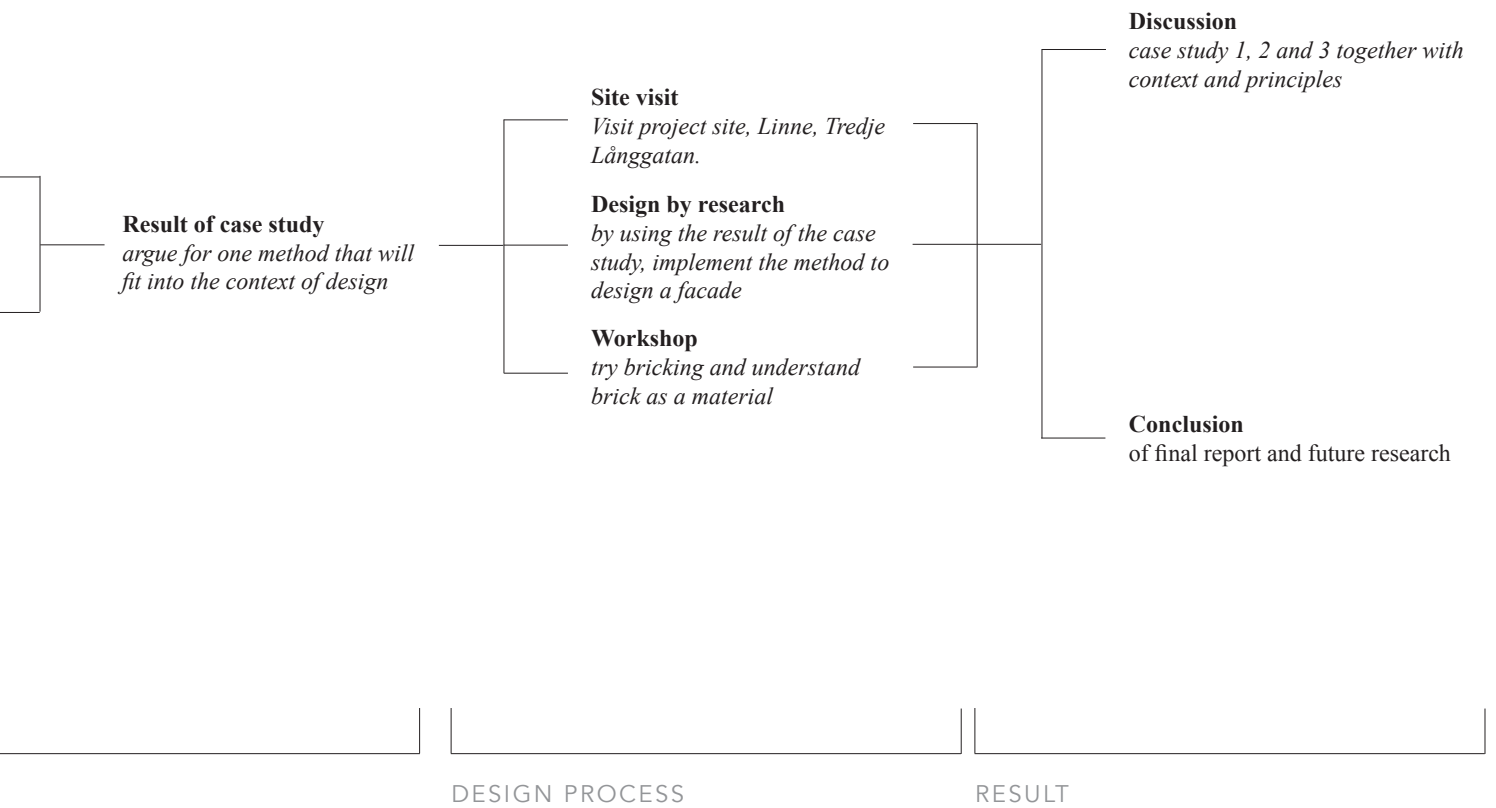 Result of case study
argue for one method that will
fit into the context of design
Site visit
Visit project site, Linne, Tredje
Långgatan.
Design by research
by using the result of the case
study, implement the method to
design a facade
Workshop
try bricking and understand
brick as a material
Discussion
case study 1, 2 and 3 together with
context and principles
Conclusion
of final report and future research
DESIGN PROCESS
RESULT